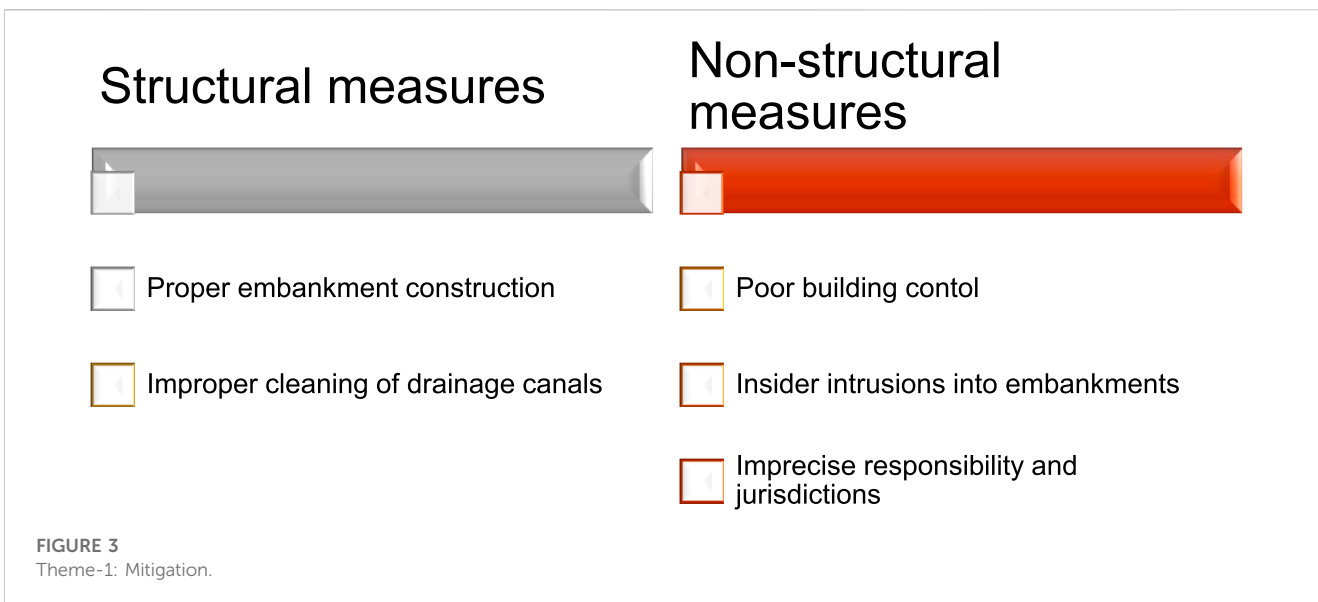 Structural measures
Proper embankment construction
Improper cleaning of drainage canals
Non-structural
measures
Poor building contol
Insider intrusions into embankments
Imprecise responsibility and
jurisdictions
FIGURE 3
Theme-1: Mitigation.